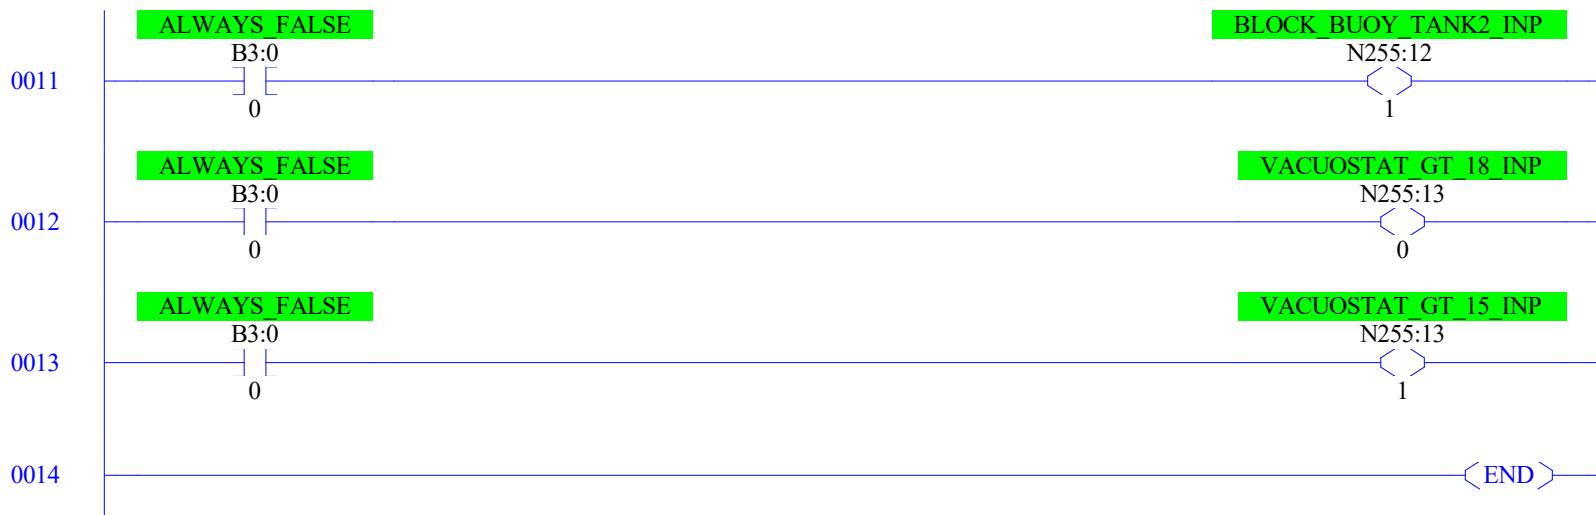 ALWAYS_FALSE BLOCK_BUOY_TANK2_INP
B3:0 N255:12
0011
0 1
ALWAYS_FALSE VACUOSTAT_GT_18_INP
B3:0 N255:13
0012
0 0
ALWAYS_FALSE VACUOSTAT_GT_15_INP
B3:0 N255:13
0013
0 1
0014 END